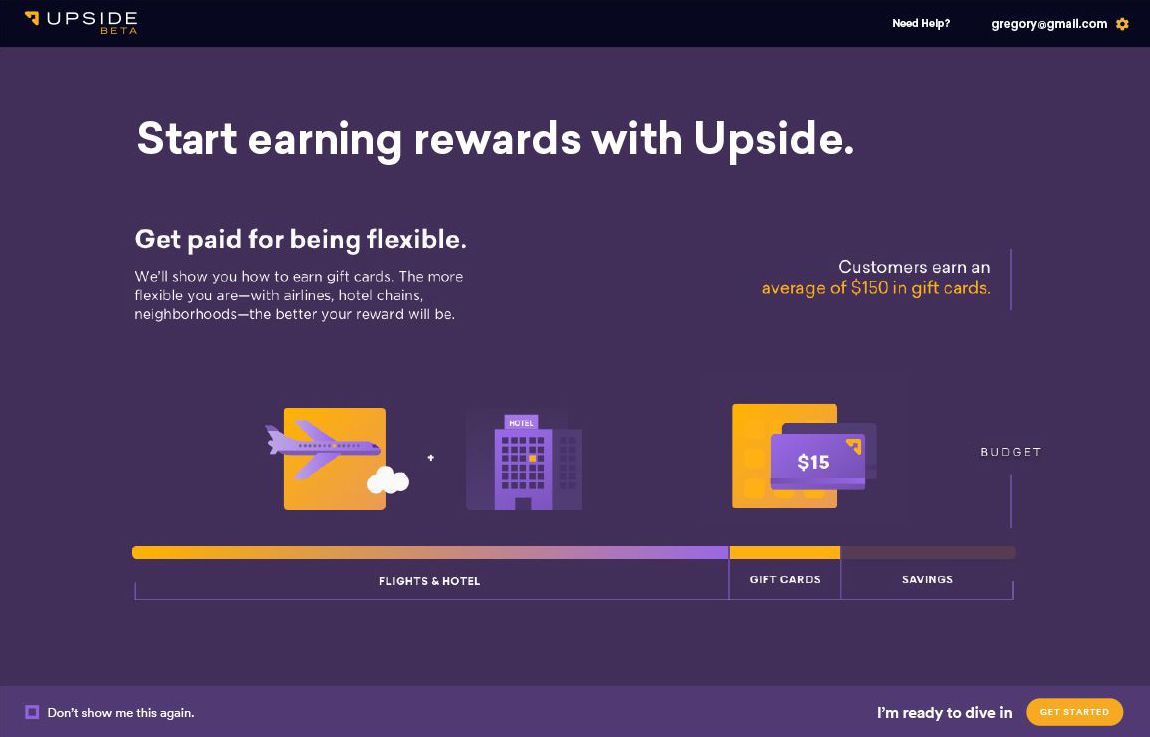 UPSIDE
BETA
Need Help?
gregory@gmail.com
Start earning rewards with Upside.
Get paid for being flexible.
We'll show you how to earn gift cards. The more
flexible you are—with airlines, hotel chains,
neighborhoods—the better your reward will be.
Customers earn an
average of $150 in gift cards.
+
HOTEL
$15
BUDGET
FLIGHTS & HOTEL
GIFT CARDS
SAVINGS
Don't show me this again.
I'm ready to dive in
GET STARTED